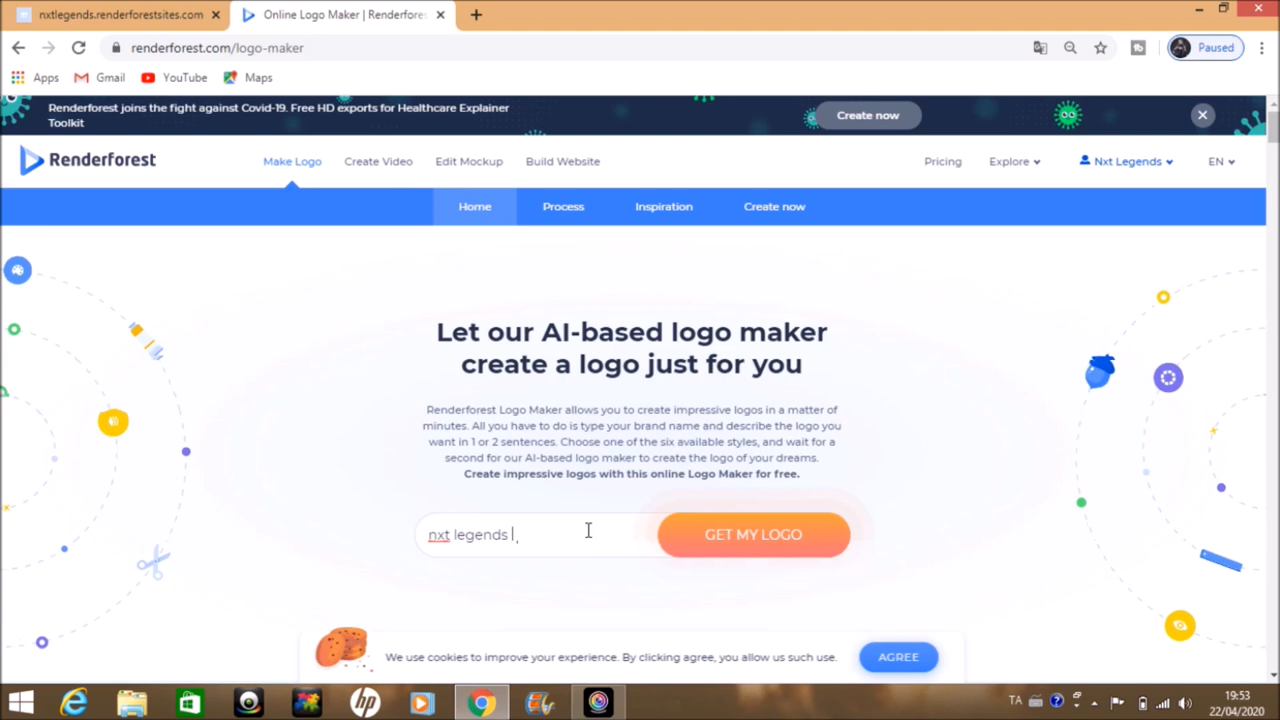 nxtlegends.renderforestsites.com
Online Logo Maker | Renderfores
renderforest.com/logo-maker
Paused
Apps
Gmail
YouTube
Maps
Renderforest joins the fight against Covid-19. Free HD exports for Healthcare Explainer
Toolkit
Create now
Renderforest
Make Logo
Create Video
Edit Mockup
Build Website
Pricing
Explore
Nxt Legends
EN
Home
Process
Inspiration
Create now
Let our AI-based logo maker
create a logo just for you
Renderforest Logo Maker allows you to create impressive logos in a matter of
minutes. All you have to do is type your brand name and describe the logo you
want in 1 or 2 sentences. Choose one of the six available styles, and wait for a
second for our AI-based logo maker to create the logo of your dreams.
Create impressive logos with this online Logo Maker for free.
nxt legends ,
GET MY LOGO
We use cookies to improve your experience. By clicking agree, you allow us such use.
AGREE
hp
TA
19:53
22/04/2020